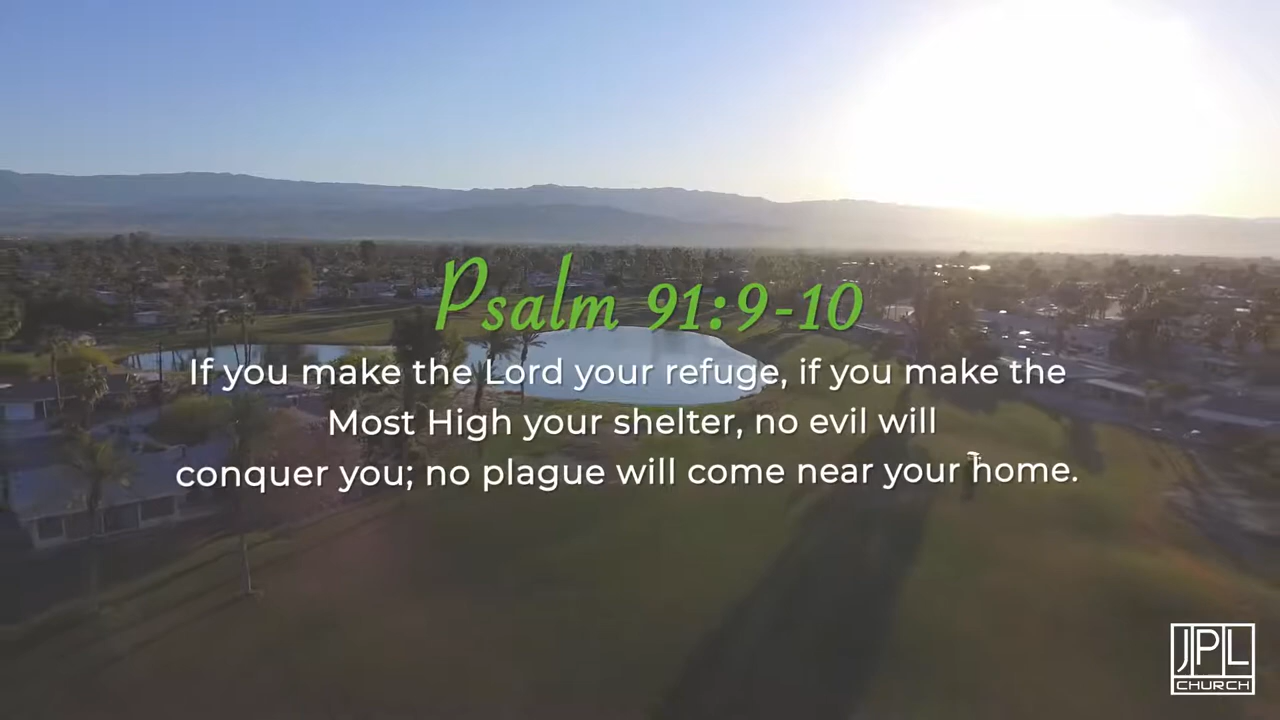 Psalm 91:9-10
If you make the Lord your refuge, if you make the
Most High your shelter, no evil will
conquer you; no plague will come near your home.
JPL
CHURCH